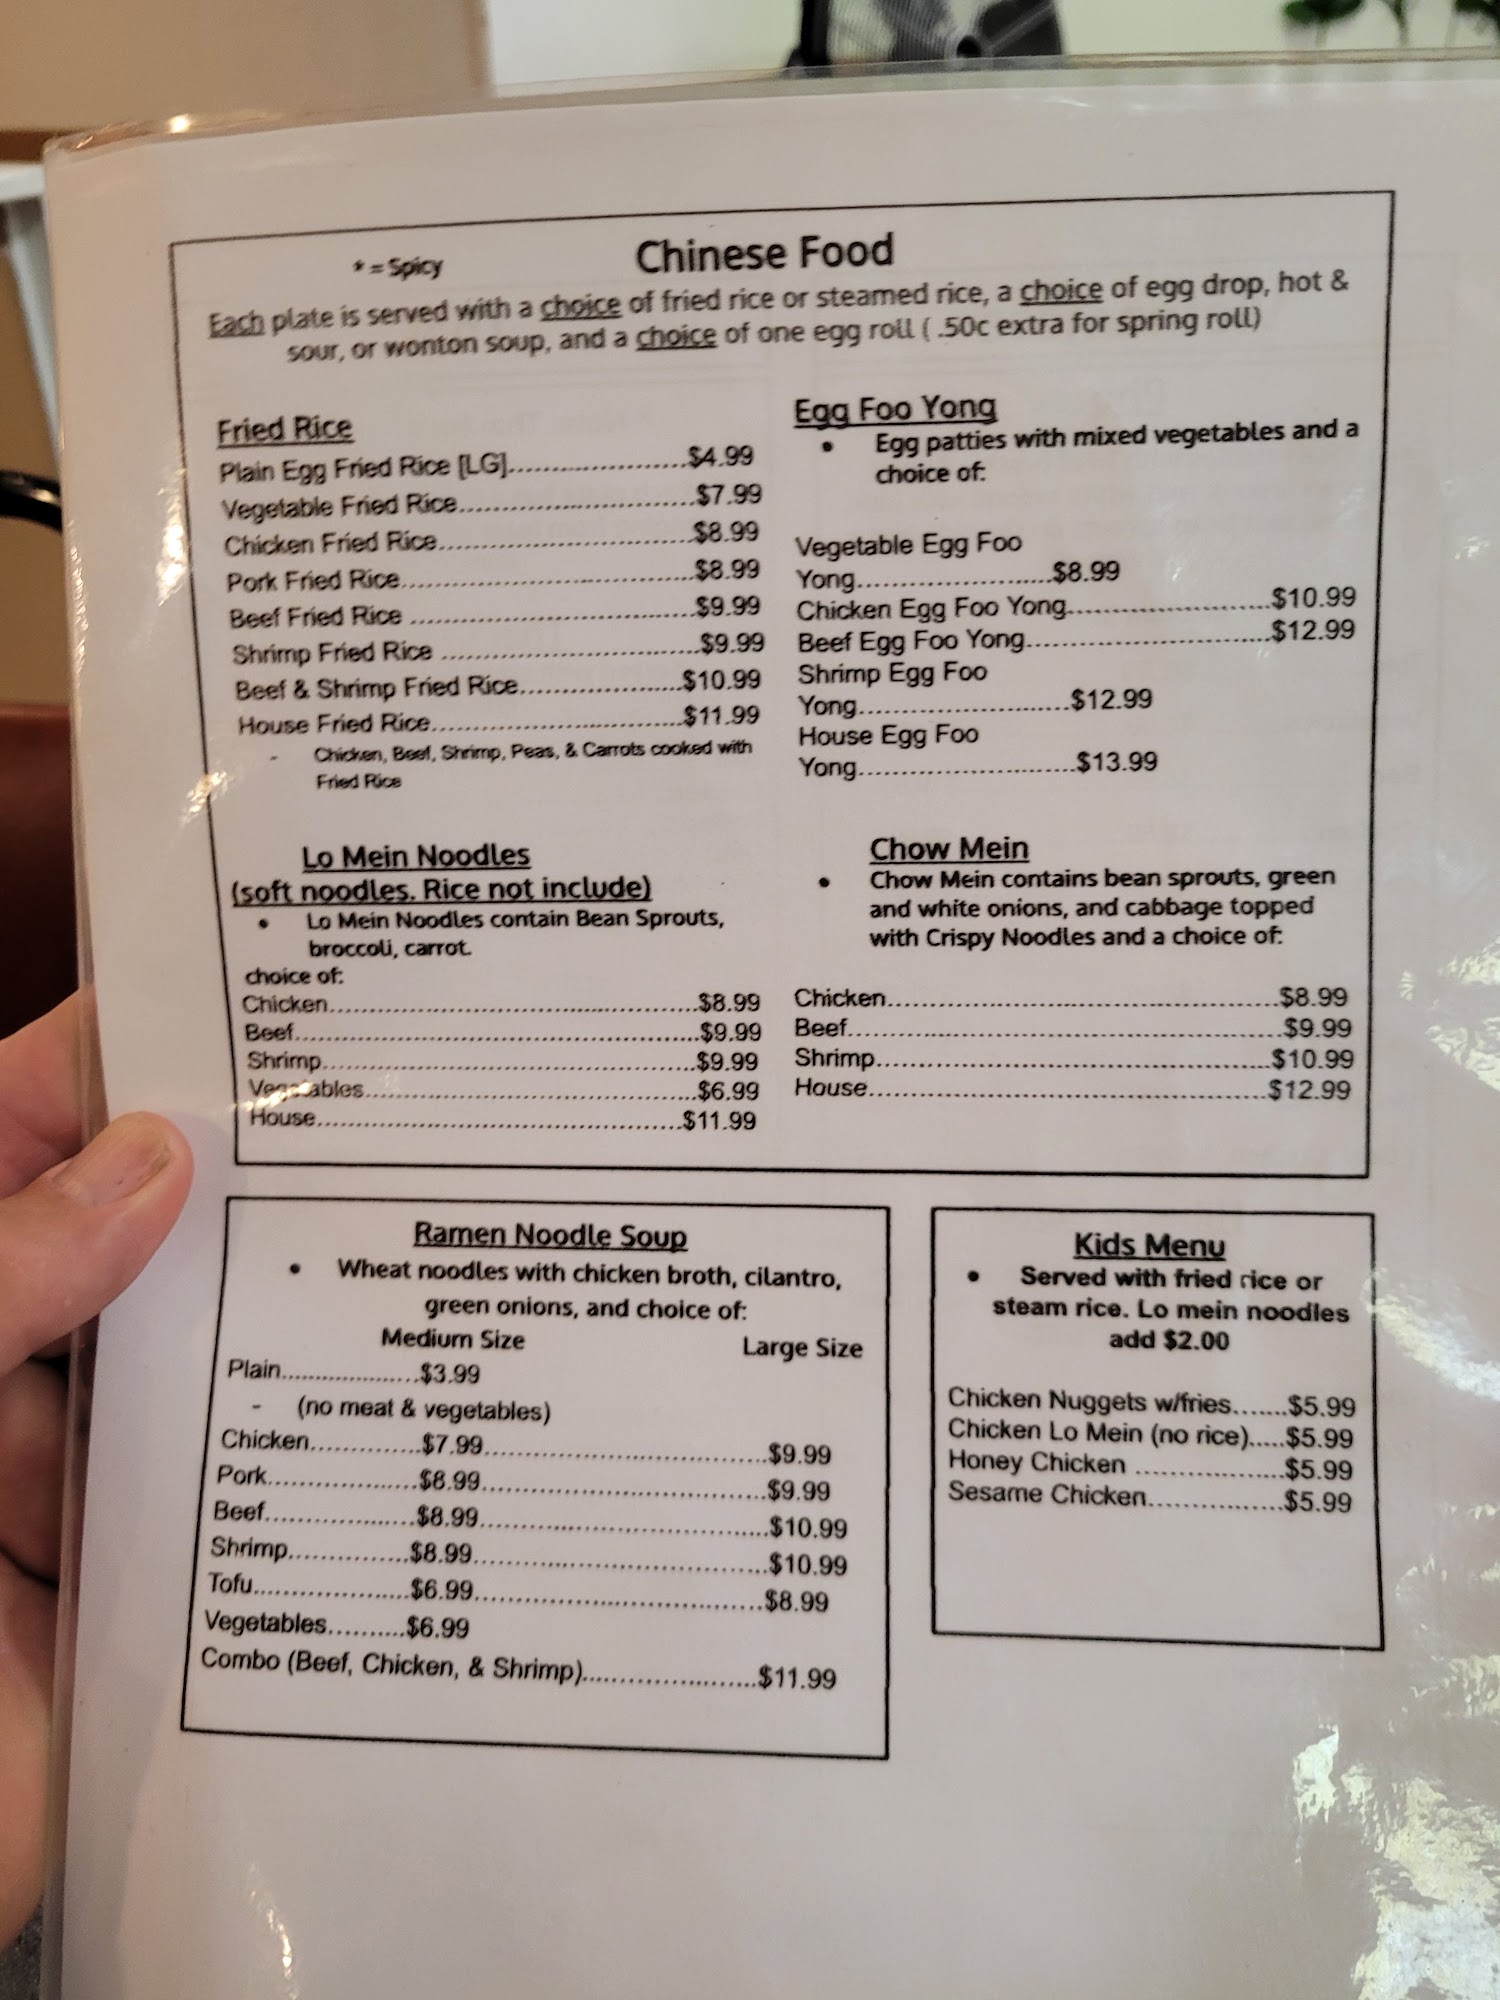 * = Spicy
Chinese Food
Each plate is served with a choice of fried rice or steamed rice, a choice of egg drop, hot &
sour, or wonton soup, and a choice of one egg roll ( .50c extra for spring roll)
Fried Rice
Plain Egg Fried Rice [LG]..............................$4.99
Vegetable Fried Rice.......................................$7.99
Chicken Fried Rice..........................................$8.99
Pork Fried Rice................................................$8.99
Beef Fried Rice ...............................................$9.99
Shrimp Fried Rice ...........................................$9.99
Beef & Shrimp Fried Rice...........................$10.99
House Fried Rice..........................................$11.99
- Chicken, Beef, Shrimp, Peas, & Carrots cooked with
Fried Rice
Egg Foo Yong
• Egg patties with mixed vegetables and a
choice of:
Vegetable Egg Foo
Yong................................$8.99
Chicken Egg Foo Yong.................................$10.99
Beef Egg Foo Yong........................................$12.99
Shrimp Egg Foo
Yong...................................$12.99
House Egg Foo
Yong....................................$13.99
Lo Mein Noodles
(soft noodles. Rice not include)
• Lo Mein Noodles contain Bean Sprouts,
broccoli, carrot.
choice of:
Chicken.............................................................$8.99
Beef...................................................................$9.99
Shrimp..............................................................$9.99
Vegetables.......................................................$6.99
House.............................................................$11.99
Chow Mein
• Chow Mein contains bean sprouts, green
and white onions, and cabbage topped
with Crispy Noodles and a choice of:
Chicken.................................................................$8.99
Beef.......................................................................$9.99
Shrimp.................................................................$10.99
House..................................................................$12.99
Ramen Noodle Soup
• Wheat noodles with chicken broth, cilantro,
green onions, and choice of:
Medium Size Large Size
Plain.......................$3.99
- (no meat & vegetables)
Chicken..................$7.99...............................................$9.99
Pork.........................$8.99...............................................$9.99
Beef.........................$8.99...............................................$10.99
Shrimp....................$8.99...............................................$10.99
Tofu..........................$6.99...............................................$8.99
Vegetables.............$6.99
Combo (Beef, Chicken, & Shrimp).............................$11.99
Kids Menu
• Served with fried rice or
steam rice. Lo mein noodles
add $2.00
Chicken Nuggets w/fries.......$5.99
Chicken Lo Mein (no rice).....$5.99
Honey Chicken .......................$5.99
Sesame Chicken.....................$5.99